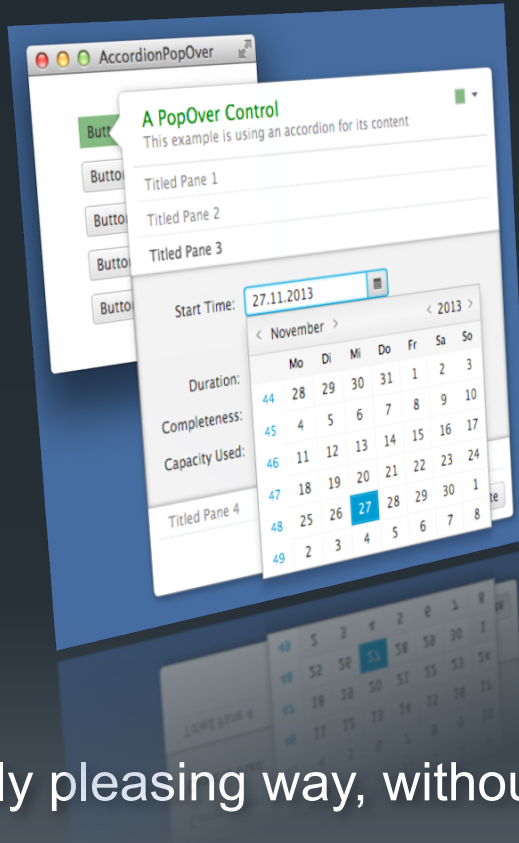 AccordionPopOver
Butt
A PopOver Control
This example is using an accordion for its content
Button
Titled Pane 1
Butto
Titled Pane 2
Butto
Titled Pane 3
Butto
Start Time: 27.11.2013
< November > < 2013 >
Mo Di Mi Do Fr Sa So
44 28 29 30 31 1 2 3
Duration:
45 4 5 6 7 8 9 10
Completeness:
46 11 12 13 14 15 16 17
Capacity Used:
47 18 19 20 21 22 23 24
48 25 26 27 28 29 30 1
Titled Pane 4
te
49 2 3 4 5 6 7 8
ly pleasing way, withou